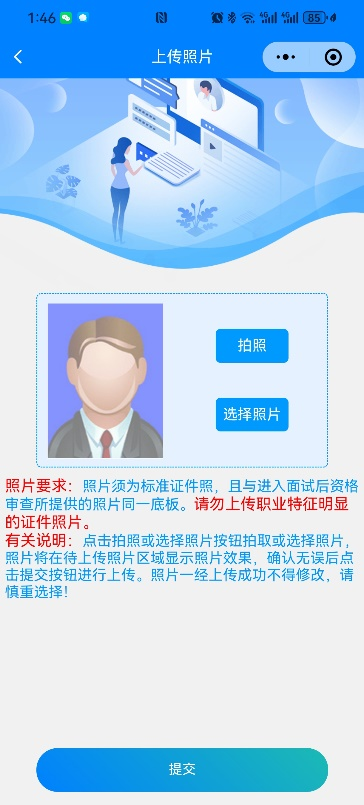 1:46
4G
4G
85
上传照片
拍照
选择照片
照片要求：照片须为标准证件照，且与进入面试后资格
审查所提供的照片同一底板。请勿上传职业特征明显
的证件照片。
有关说明：点击拍照或选择照片按钮拍取或选择照片，
照片将在待上传照片区域显示照片效果，确认无误后点
击提交按钮进行上传。照片一经上传成功不得修改，请
慎重选择！
提交